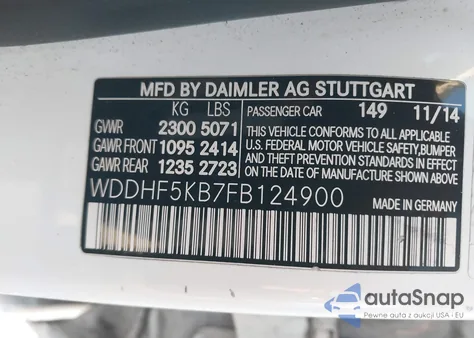 MFD BY DAIMLER AG STUTTGART
KG LBS PASSENGER CAR 149 11/14
GVWR 2300 5071
GAWR FRONT 1095 2414
GAWR REAR 1235 2723
THIS VEHICLE CONFORMS TO ALL APPLICABLE
U.S. FEDERAL MOTOR VEHICLE SAFETY, BUMPER
AND THEFT PREVENTION STANDARDS IN EFFECT
ON THE DATE OF MANUFACTURE SHOWN ABOVE.
WDDHF5KB7FB124900
MADE IN GERMANY
autoSnap
Pewne auta z aukcji USA - EU